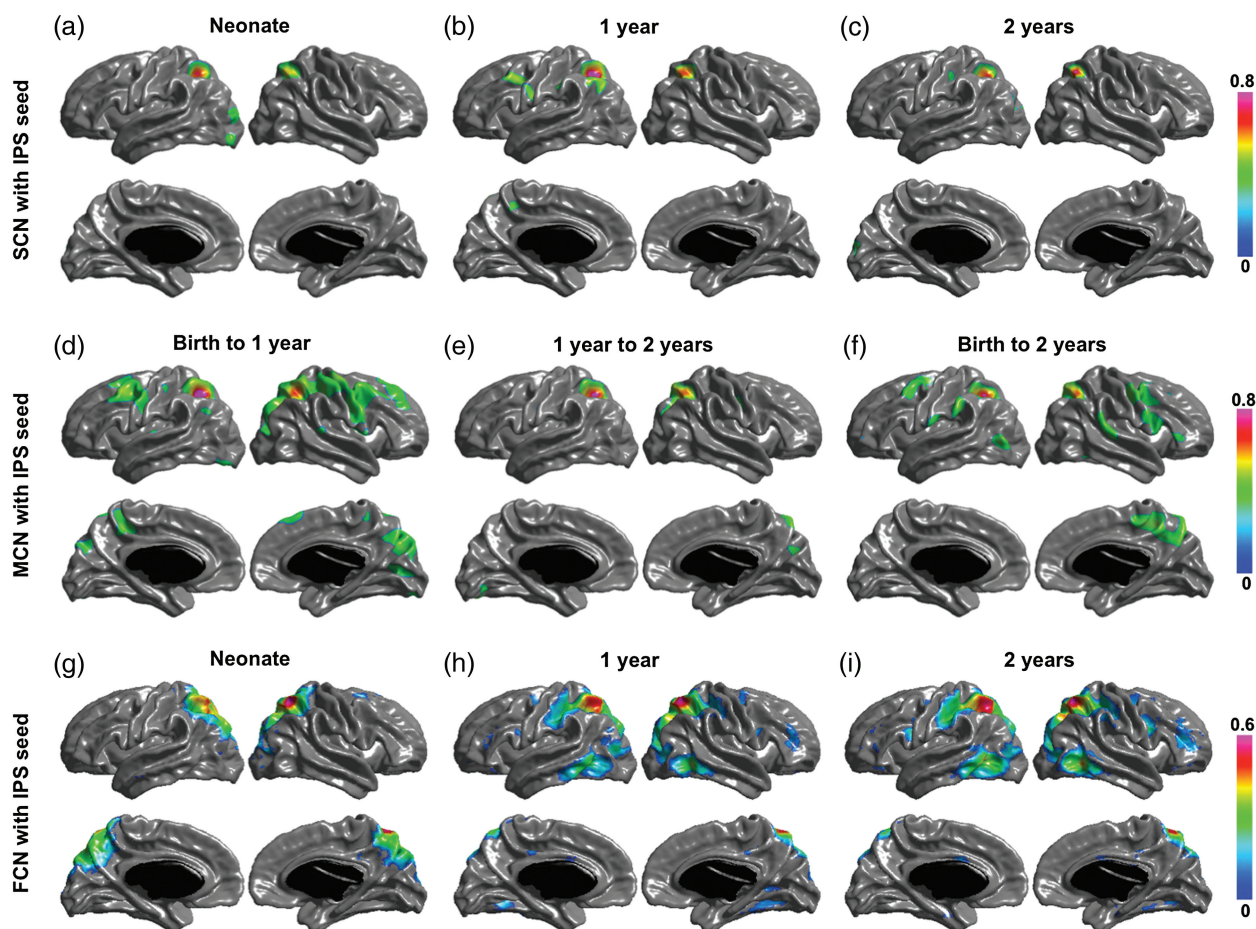 (a) Neonate
(b) 1 year
(c) 2 years
SCN with IPS seed
0.8
0
(d) Birth to 1 year
(e) 1 year to 2 years
(f) Birth to 2 years
MCN with IPS seed
0.8
0
(g) Neonate
(h) 1 year
(i) 2 years
FCN with IPS seed
0.6
0